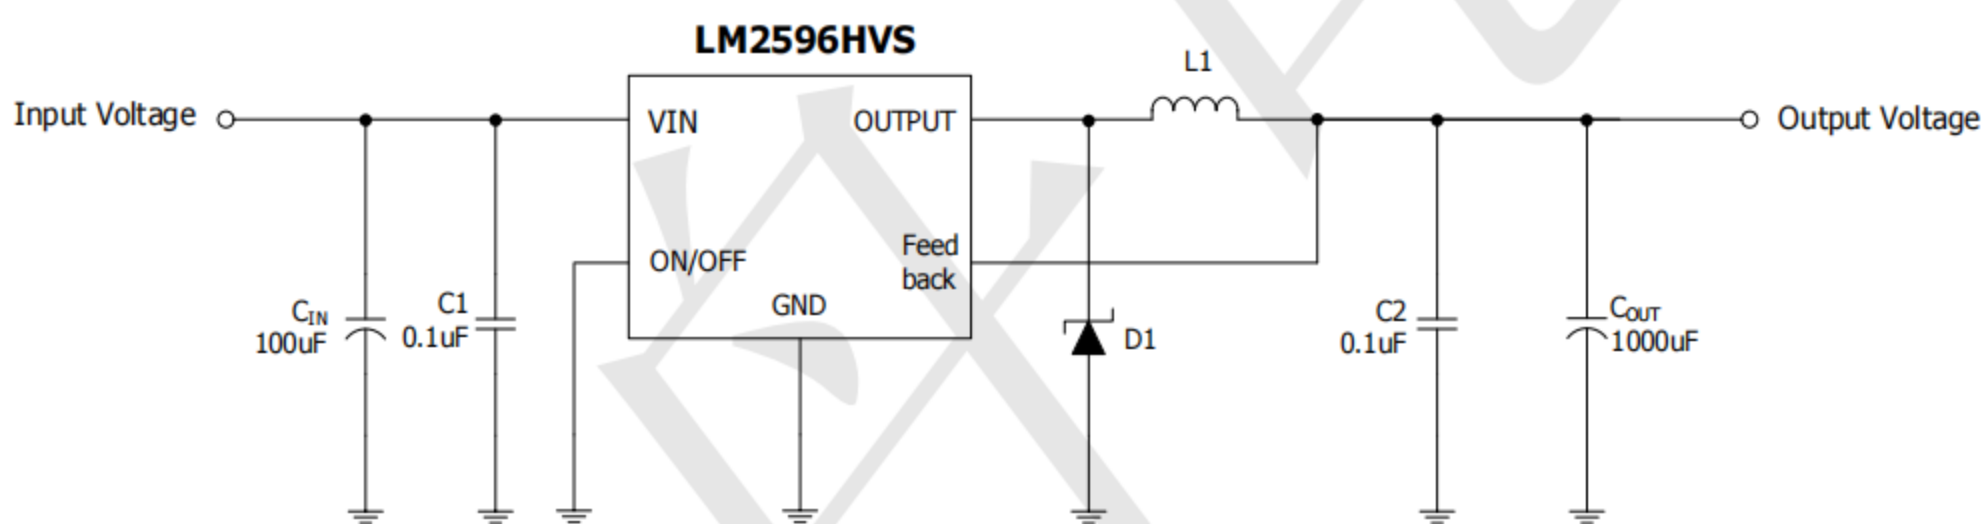 LM2596HVS
L1
Input Voltage
VIN
OUTPUT
Output Voltage
ON/OFF
Feed
back
GND
CIN
100uF
C1
0.1uF
D1
C2
0.1uF
COUT
1000uF